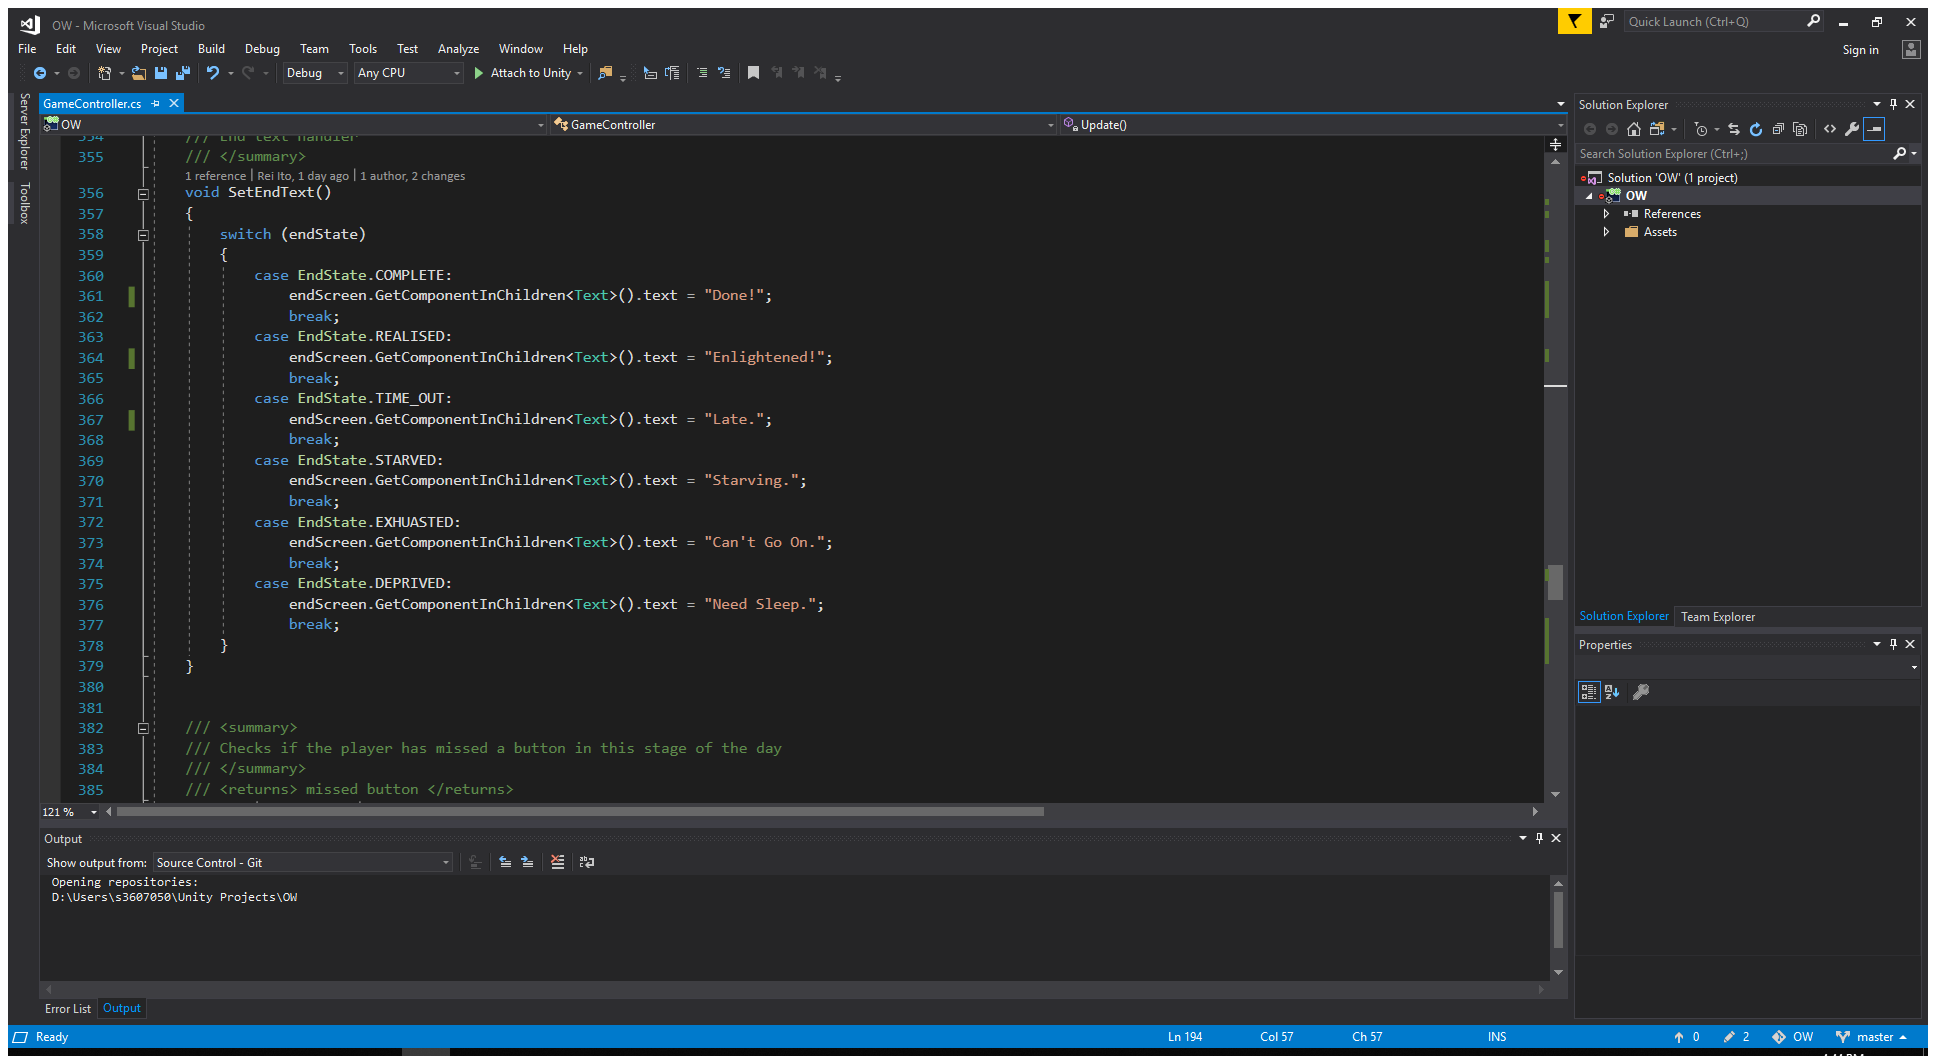 OW - Microsoft Visual Studio
Quick Launch (Ctrl+Q)
File Edit View Project Build Debug Team Tools Test Analyze Window Help
Sign in
Debug Any CPU Attach to Unity
Server Explorer
Toolbox
GameController.cs
OW GameController Update()
354 /// End text handler
355 /// </summary>
1 reference | Rei Ito, 1 day ago | 1 author, 2 changes
356 void SetEndText()
357 {
358 switch (endState)
359 {
360 case EndState.COMPLETE:
361 endScreen.GetComponentInChildren<Text>().text = "Done!";
362 break;
363 case EndState.REALISED:
364 endScreen.GetComponentInChildren<Text>().text = "Enlightened!";
365 break;
366 case EndState.TIME_OUT:
367 endScreen.GetComponentInChildren<Text>().text = "Late.";
368 break;
369 case EndState.STARVED:
370 endScreen.GetComponentInChildren<Text>().text = "Starving.";
371 break;
372 case EndState.EXHUASTED:
373 endScreen.GetComponentInChildren<Text>().text = "Can't Go On.";
374 break;
375 case EndState.DEPRIVED:
376 endScreen.GetComponentInChildren<Text>().text = "Need Sleep.";
377 break;
378 }
379 }
380
381
382 /// <summary>
383 /// Checks if the player has missed a button in this stage of the day
384 /// </summary>
385 /// <returns> missed button </returns>
121 %
Solution Explorer
Search Solution Explorer (Ctrl+;)
Solution 'OW' (1 project)
OW
References
Assets
Solution Explorer Team Explorer
Properties
Output
Show output from: Source Control - Git
Opening repositories:
D:\Users\s3607050\Unity Projects\OW
Error List Output
Ready Ln 194 Col 57 Ch 57 INS 0 2 OW master